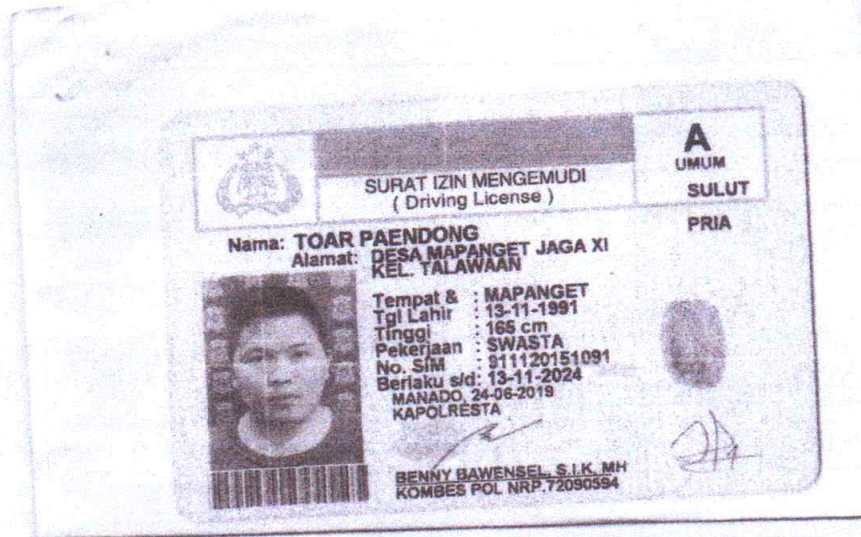 SURAT IZIN MENGEMUDI
( Driving License )
A
UMUM
SULUT
PRIA
Nama: TOAR PAENDONG
Alamat: DESA MAPANGET JAGA XI
KEL. TALAWAAN
Tempat & : MAPANGET
Tgl Lahir : 13-11-1991
Tinggi : 165 cm
Pekerjaan : SWASTA
No. SIM : 911120151091
Berlaku s/d: 13-11-2024
MANADO, 24-06-2019
KAPOLRESTA
BENNY BAWENSEL, S.I.K. MH
KOMBES POL NRP.72090594